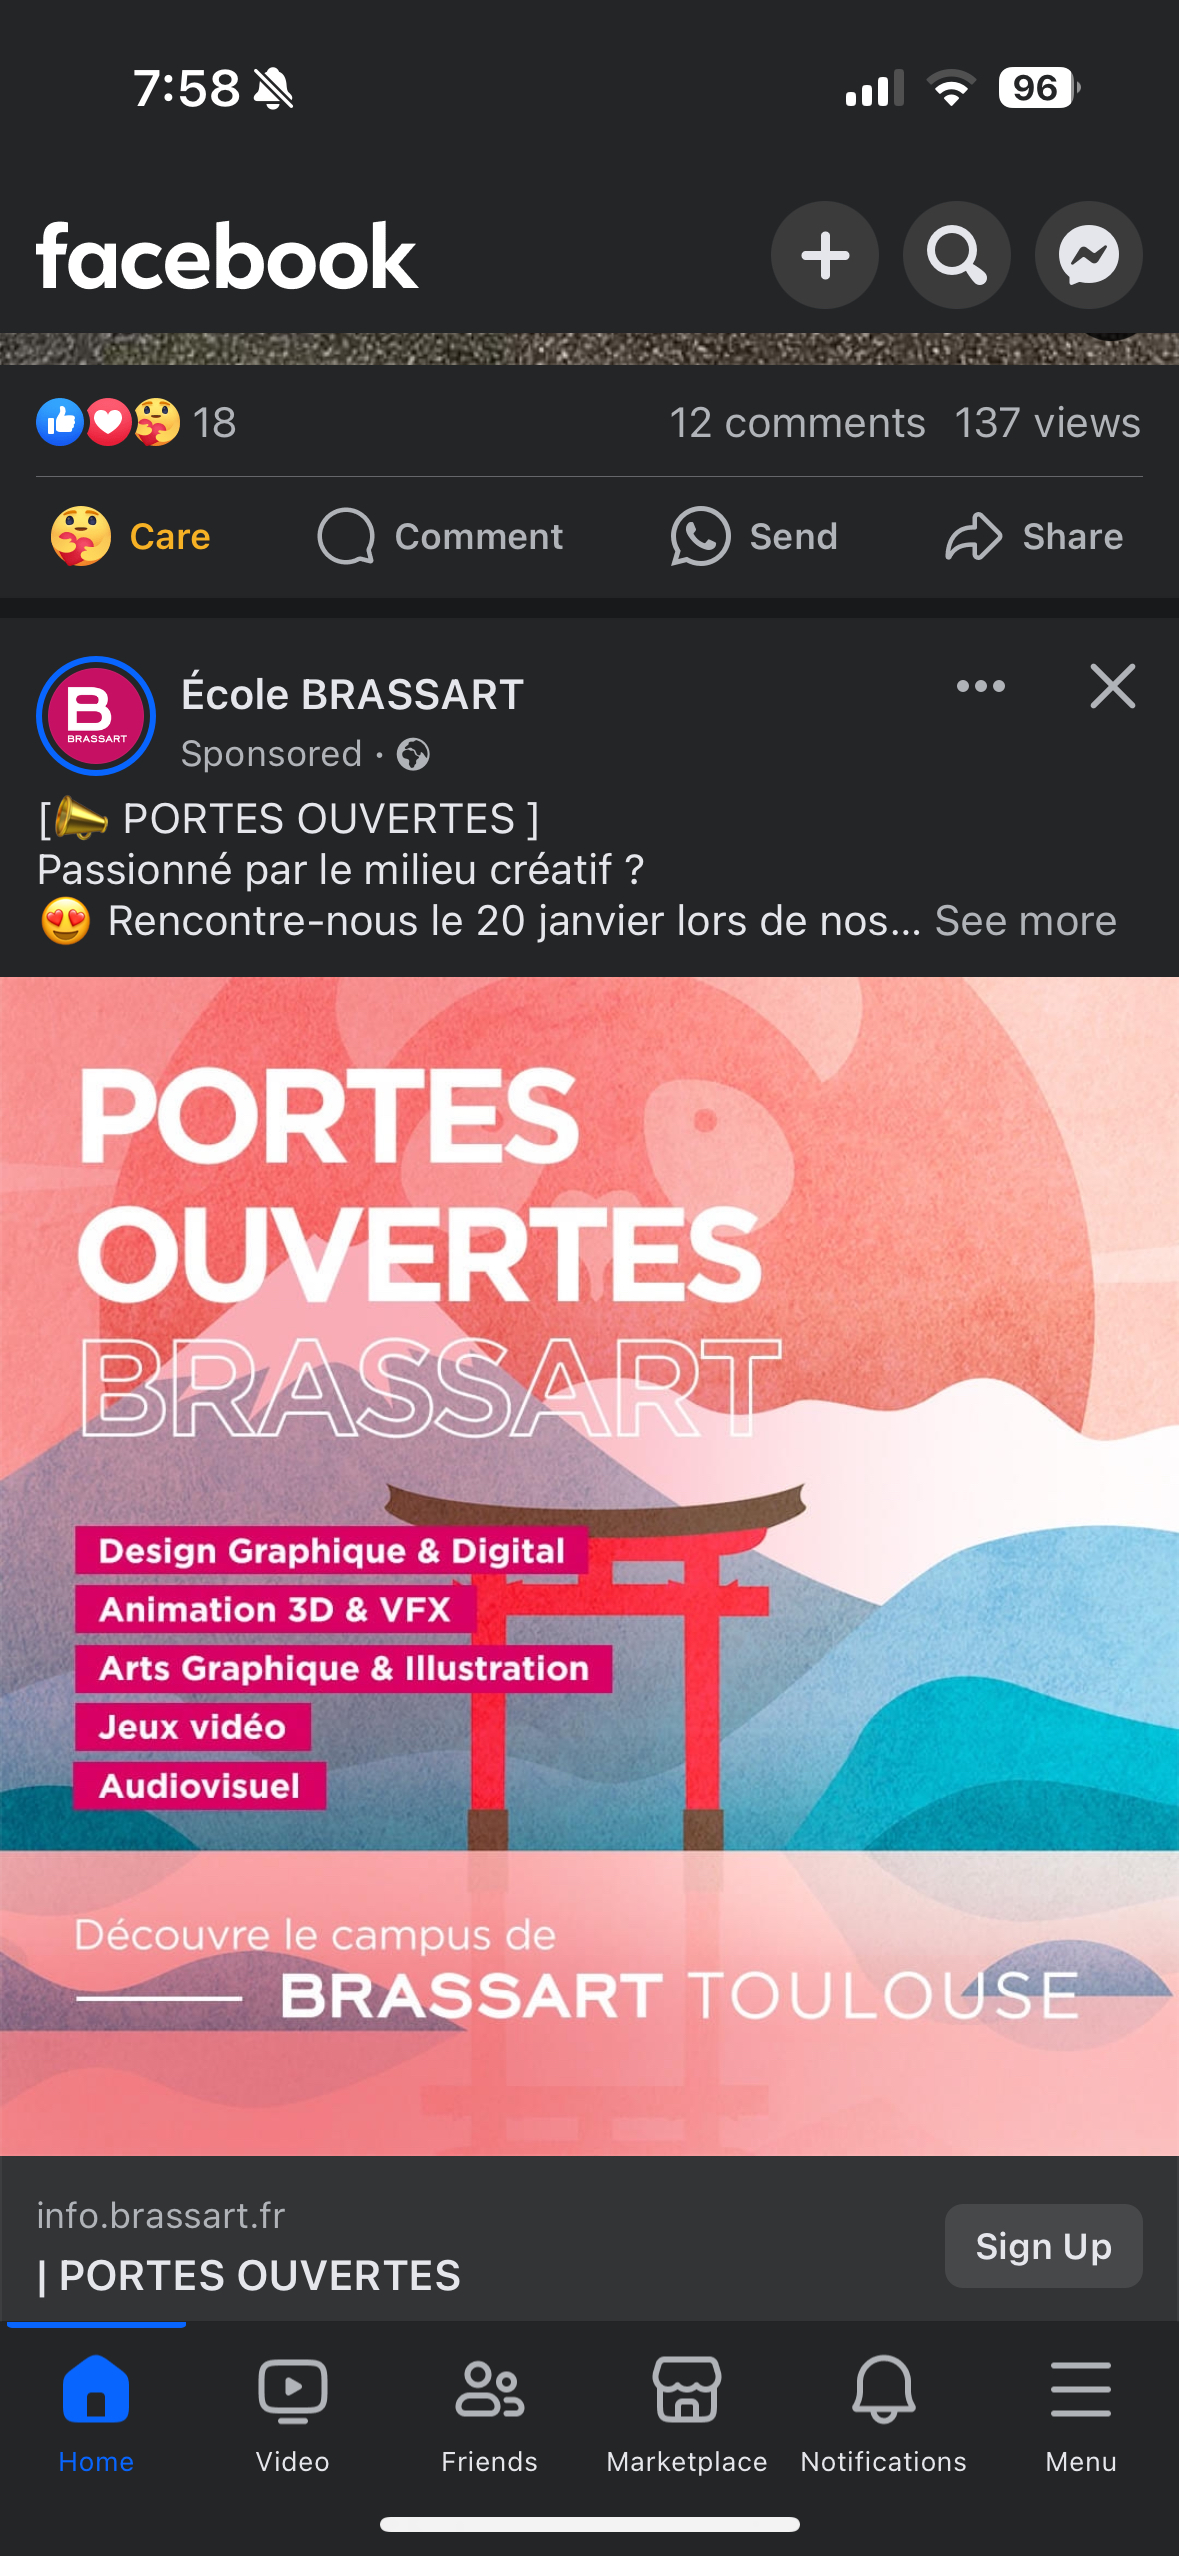 7:58
96
facebook
18
12 comments 137 views
Care
Comment
Send
Share
École BRASSART
B
BRASSART
Sponsored ·
[📣 PORTES OUVERTES ]
Passionné par le milieu créatif ?
😍 Rencontre-nous le 20 janvier lors de nos... See more
PORTES
OUVERTES
BRASSART
Design Graphique & Digital
Animation 3D & VFX
Arts Graphique & Illustration
Jeux vidéo
Audiovisuel
Découvre le campus de
BRASSART TOULOUSE
info.brassart.fr
| PORTES OUVERTES
Sign Up
Home
Video
Friends
Marketplace
Notifications
Menu